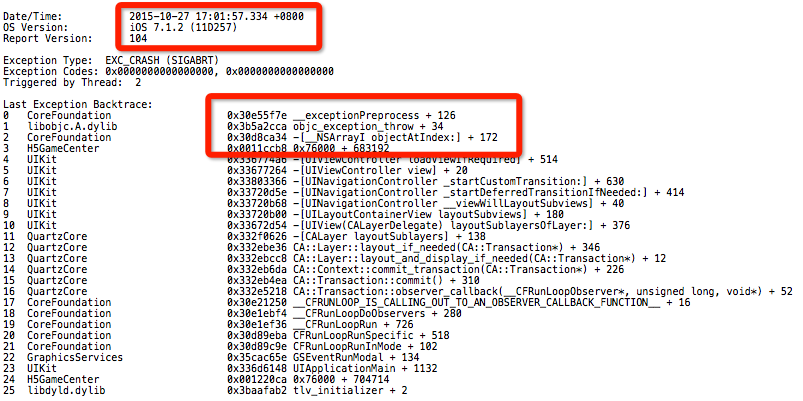 Date/Time: 2015-10-27 17:01:57.334 +0800
OS Version: iOS 7.1.2 (11D257)
Report Version: 104
Exception Type: EXC_CRASH (SIGABRT)
Exception Codes: 0x0000000000000000, 0x0000000000000000
Triggered by Thread: 2
Last Exception Backtrace:
0 CoreFoundation 0x30e55f7e __exceptionPreprocess + 126
1 libobjc.A.dylib 0x3b5a2cca objc_exception_throw + 34
2 CoreFoundation 0x30d8ca34 -[__NSArrayI objectAtIndex:] + 172
3 H5GameCenter 0x0011ccb8 0x76000 + 683192
4 UIKit 0x336774a6 -[UIViewController loadViewIfRequired] + 514
5 UIKit 0x33677264 -[UIViewController view] + 20
6 UIKit 0x33803366 -[UINavigationController _startCustomTransition:] + 630
7 UIKit 0x33720d5e -[UINavigationController _startDeferredTransitionIfNeeded:] + 414
8 UIKit 0x33720b68 -[UINavigationController __viewWillLayoutSubviews] + 40
9 UIKit 0x33720b00 -[UILayoutContainerView layoutSubviews] + 180
10 UIKit 0x33672d54 -[UIView(CALayerDelegate) layoutSublayersOfLayer:] + 376
11 QuartzCore 0x332f0626 -[CALayer layoutSublayers] + 138
12 QuartzCore 0x332ebe36 CA::Layer::layout_if_needed(CA::Transaction*) + 346
13 QuartzCore 0x332ebcc8 CA::Layer::layout_and_display_if_needed(CA::Transaction*) + 12
14 QuartzCore 0x332eb6da CA::Context::commit_transaction(CA::Transaction*) + 226
15 QuartzCore 0x332eb4ea CA::Transaction::commit() + 310
16 QuartzCore 0x332e5218 CA::Transaction::observer_callback(__CFRunLoopObserver*, unsigned long, void*) + 52
17 CoreFoundation 0x30e21250 __CFRUNLOOP_IS_CALLING_OUT_TO_AN_OBSERVER_CALLBACK_FUNCTION__ + 16
18 CoreFoundation 0x30e1ebf4 __CFRunLoopDoObservers + 280
19 CoreFoundation 0x30e1ef36 __CFRunLoopRun + 726
20 CoreFoundation 0x30d89eba CFRunLoopRunSpecific + 518
21 CoreFoundation 0x30d89c9e CFRunLoopRunInMode + 102
22 GraphicsServices 0x35cac65e GSEventRunModal + 134
23 UIKit 0x336d6148 UIApplicationMain + 1132
24 H5GameCenter 0x001220ca 0x76000 + 704714
25 libdyld.dylib 0x3baafab2 tlv_initializer + 2